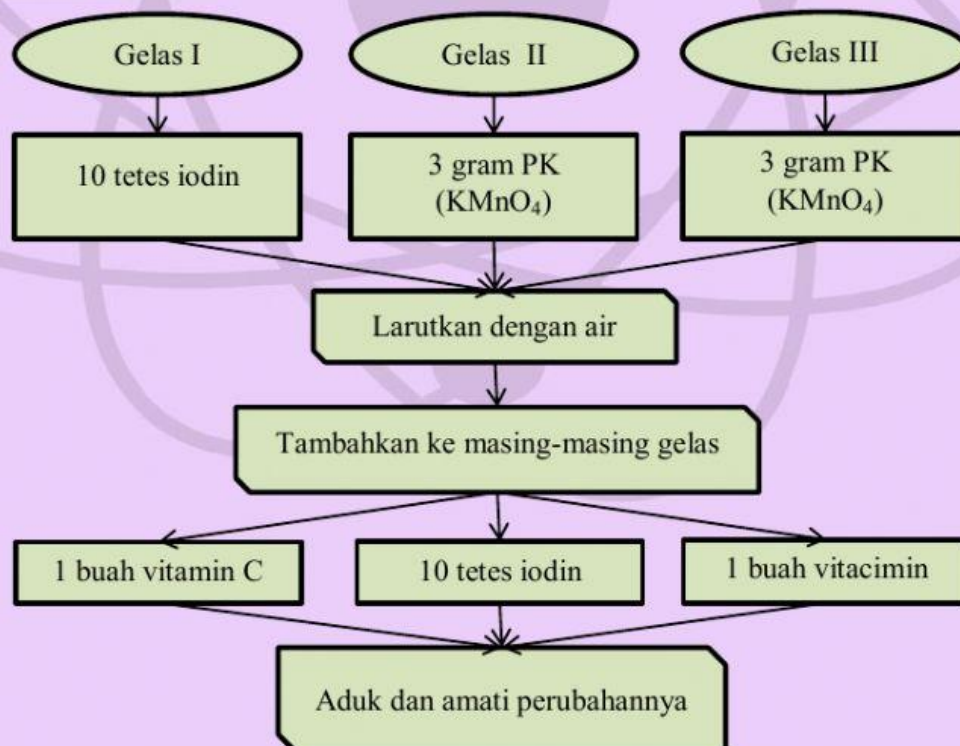 Gelas I
Gelas II
Gelas III
10 tetes iodin
3 gram PK
(KMnO₄)
3 gram PK
(KMnO₄)
Larutkan dengan air
Tambahkan ke masing-masing gelas
1 buah vitamin C
10 tetes iodin
1 buah vitacimin
Aduk dan amati perubahannya